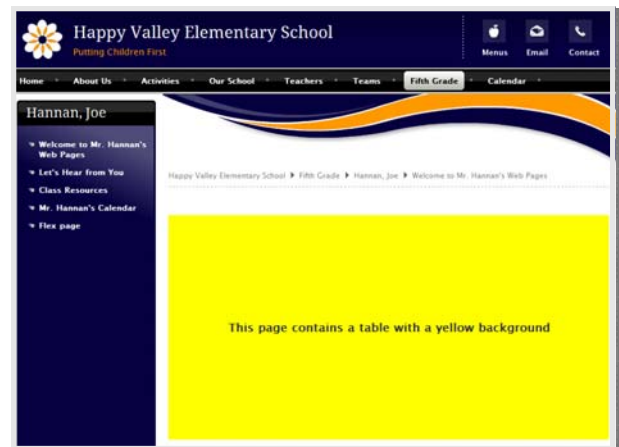 Happy Valley Elementary School
Putting Children First
Menus Email Contact
Home About Us Activities Our School Teachers Teams Fifth Grade Calendar
Hannan, Joe
Welcome to Mr. Hannan's
Web Pages
Let's Hear from You
Class Resources
Mr. Hannan's Calendar
Flex page
Happy Valley Elementary School Fifth Grade Hannan, Joe Welcome to Mr. Hannan's Web Pages
This page contains a table with a yellow background